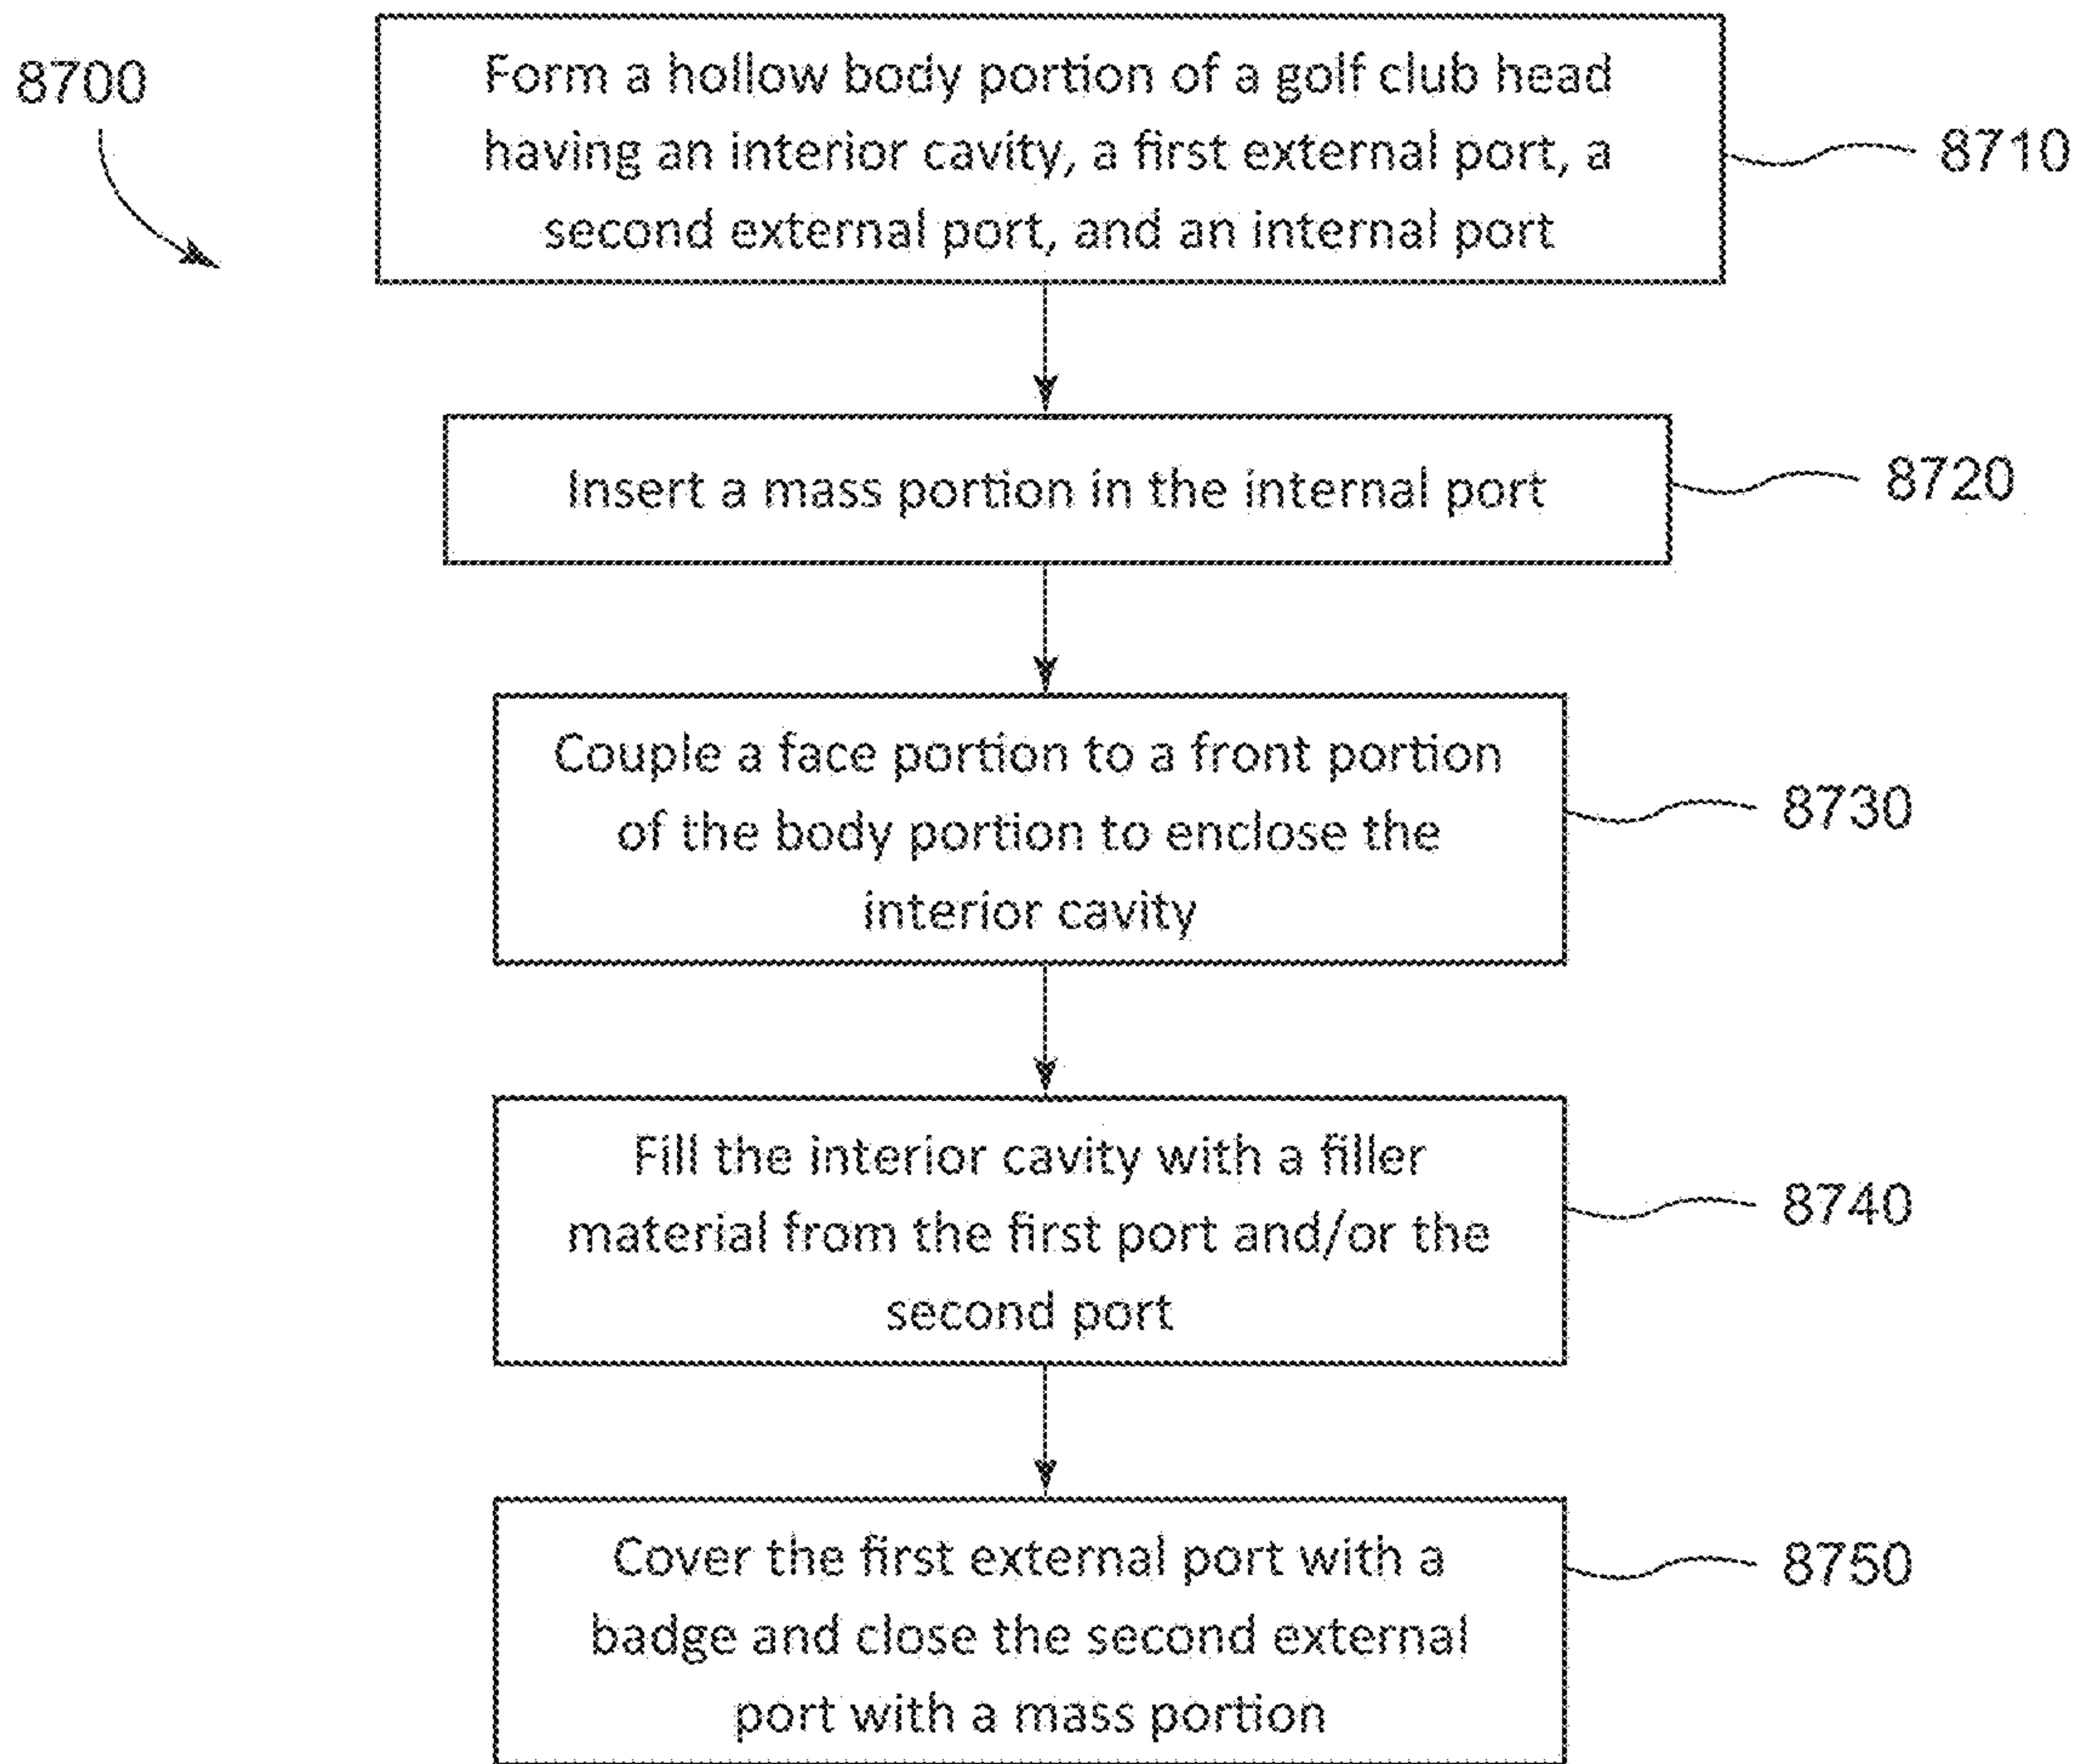 8700
Form a hollow body portion of a golf club head
having an interior cavity, a first external port, a
second external port, and an internal port
8710
Insert a mass portion in the internal port
8720
Couple a face portion to a front portion
of the body portion to enclose the
interior cavity
8730
Fill the interior cavity with a filler
material from the first port and/or the
second port
8740
Cover the first external port with a
badge and close the second external
port with a mass portion
8750